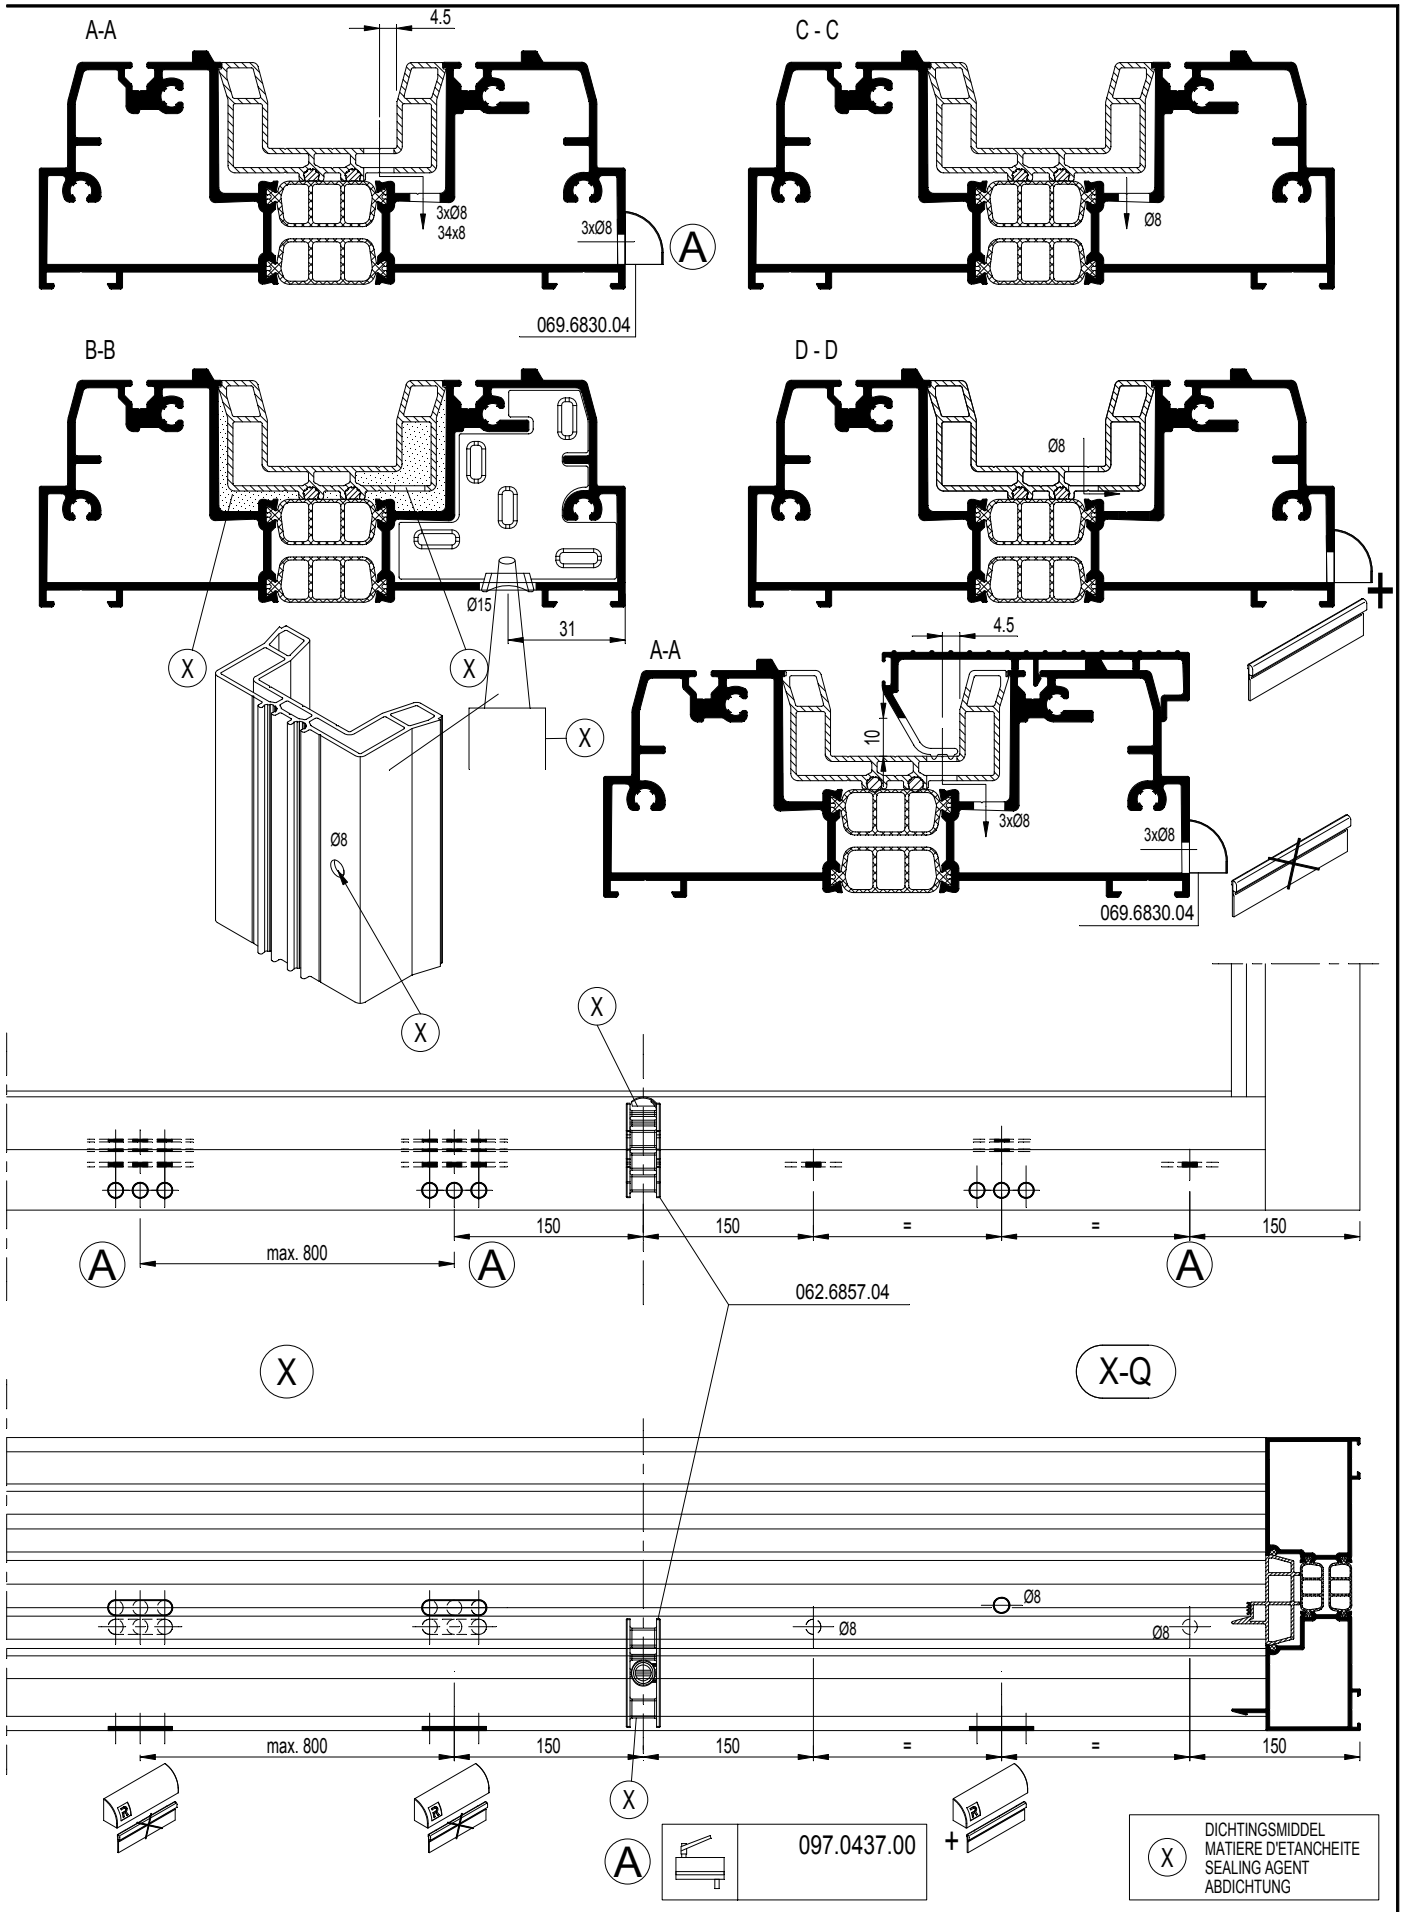 A-A
4.5
C - C
3xØ8
34x8
3xØ8
A
Ø8
069.6830.04
B-B
D - D
Ø8
Ø15
31
X
X
4.5
A-A
X
10
3xØ8
3xØ8
Ø8
069.6830.04
X
X
150
150
=
=
150
A
max. 800
A
A
062.6857.04
X
X-Q
Ø8
Ø8
Ø8
max. 800
150
150
=
=
150
R
R
R
X
A
097.0437.00
+
X
DICHTINGSMIDDEL
MATIERE D'ETANCHEITE
SEALING AGENT
ABDICHTUNG